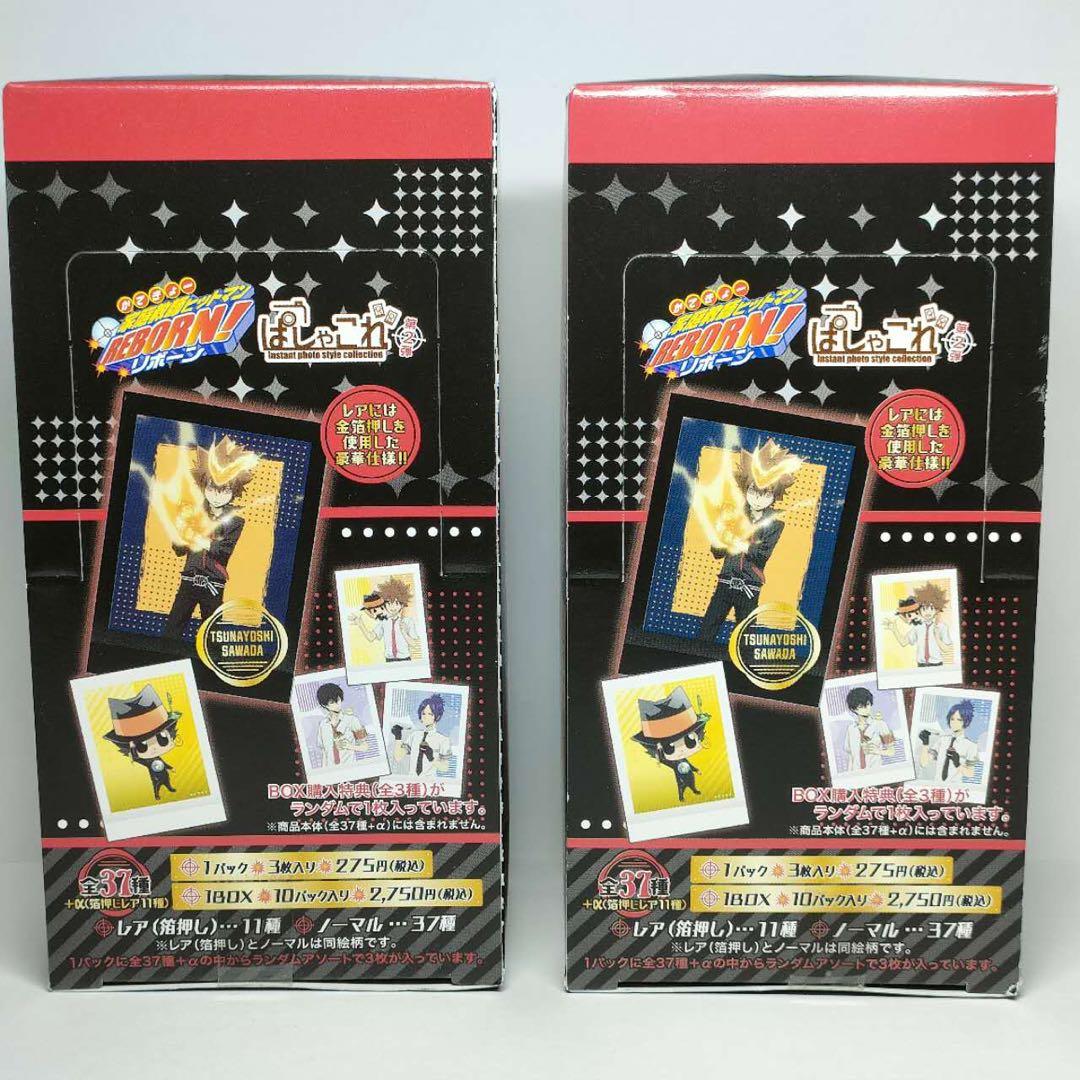 かてきょー
家庭教師ヒットマン
REBORN!
リボーン
ぱしゃこれ
Instant photo style collection
第2弾
レアには
金箔押しを
使用した
豪華仕様!!
TSUNAYOSHI
SAWADA
BOX購入特典(全3種)が
ランダムで1枚入っています。
※商品本体(全37種+α)には含まれません。
全37種
+α(箔押しレア11種)
1パック 3枚入り 275円(税込)
1BOX 10パック入り 2,750円(税込)
レア(箔押し)…11種 ノーマル…37種
※レア(箔押し)とノーマルは同絵柄です。
1パックに全37種+αの中からランダムアソートで3枚が入っています。
かてきょー
家庭教師ヒットマン
REBORN!
リボーン
ぱしゃこれ
Instant photo style collection
第2弾
レアには
金箔押しを
使用した
豪華仕様!!
TSUNAYOSHI
SAWADA
BOX購入特典(全3種)が
ランダムで1枚入っています。
※商品本体(全37種+α)には含まれません。
全37種
+α(箔押しレア11種)
1パック 3枚入り 275円(税込)
1BOX 10パック入り 2,750円(税込)
レア(箔押し)…11種 ノーマル…37種
※レア(箔押し)とノーマルは同絵柄です。
1パックに全37種+αの中からランダムアソートで3枚が入っています。